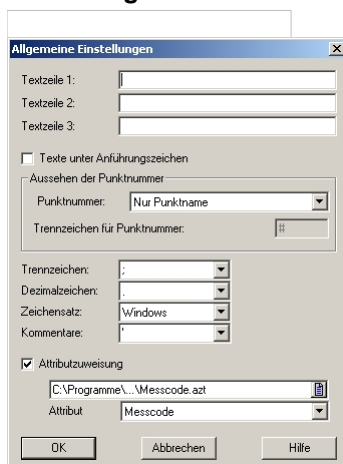 Allgemeine Einstellungen
Textzeile 1:
Textzeile 2:
Textzeile 3:
Texte unter Anführungszeichen
Aussehen der Punktnummer
Punktnummer: Nur Punktname
Trennzeichen für Punktnummer: #
Trennzeichen: ;
Dezimalzeichen: .
Zeichensatz: Windows
Kommentare: '
Attributzuweisung
C:\Programme\...\Messcode.azt
Attribut Messcode
OK Abbrechen Hilfe